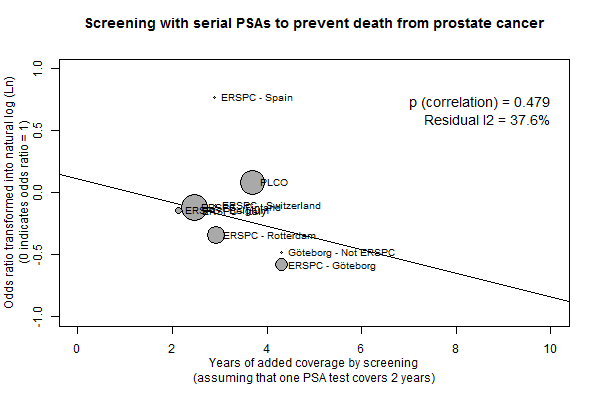 Screening with serial PSAs to prevent death from prostate cancer
Odds ratio transformed into natural log (Ln)
(0 indicates odds ratio = 1)
1.0
0.5
0.0
-0.5
-1.0
ERSPC - Spain
p (correlation) = 0.479
Residual I2 = 37.6%
PLCO
ERSPC - Switzerland
ERSPC - Rotterdam
Göteborg - Not ERSPC
ERSPC - Göteborg
0
2
4
6
8
10
Years of added coverage by screening
(assuming that one PSA test covers 2 years)